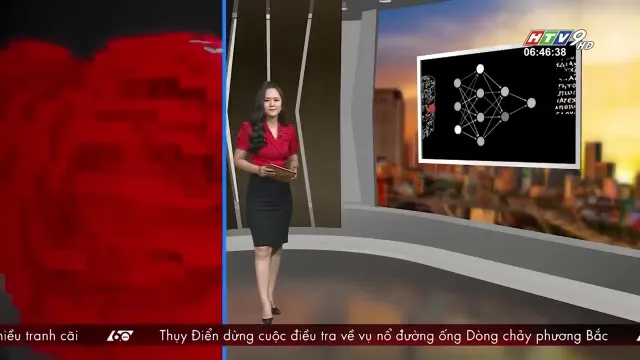 HTV9 HD
06:46:38
hiều tranh cãi
60 Thụy Điển dừng cuộc điều tra về vụ nổ đường ống Dòng chảy phương Bắc